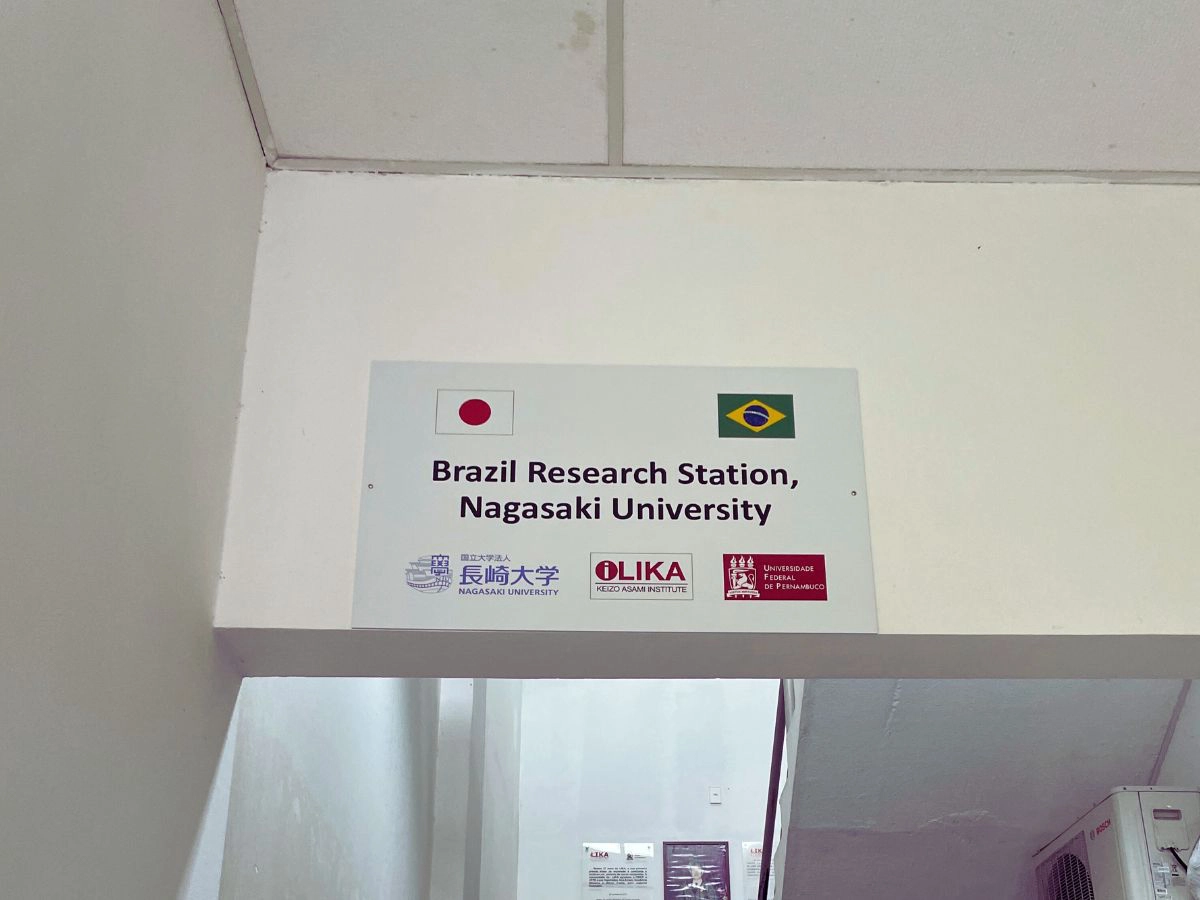 Brazil Research Station,
Nagasaki University
国立大学法人
長崎大学
NAGASAKI UNIVERSITY
iLIKA
KEIZO ASAMI INSTITUTE
UNIVERSIDADE
FEDERAL
DE PERNAMBUCO
LIKA
BOSCH